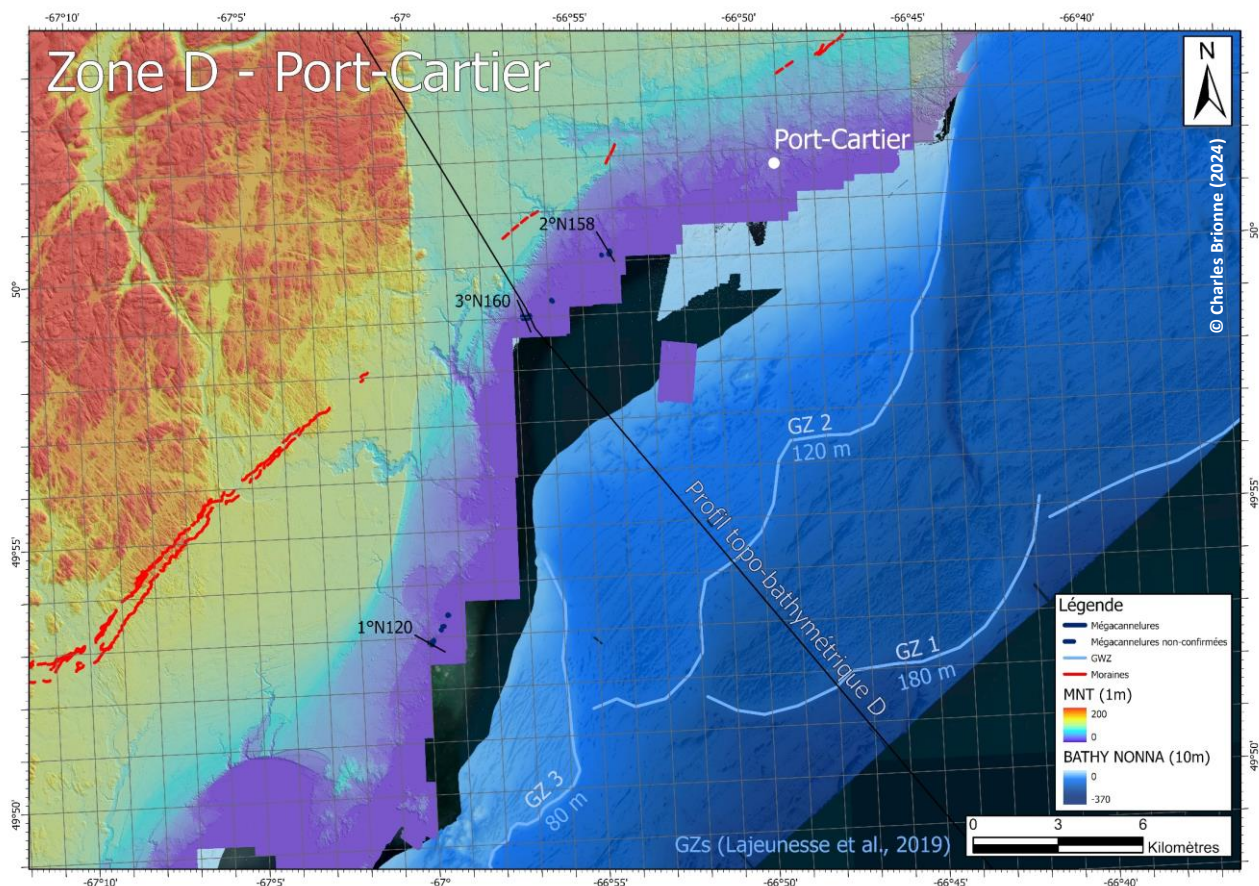 -67°10'
-67°5'
-67°
-66°55'
-66°50'
-66°45'
-66°40'
Zone D - Port-Cartier
N
© Charles Brionne (2024)
Port-Cartier
2°N158
50°
50°
3°N160
GZ 2
120 m
49°55'
Profil topo-bathymétrique D
49°55'
1°N120
GZ 1
180 m
Légende
Mégacannelures
Mégacannelures non-confirmées
GWZ
Moraines
MNT (1m)
200
0
BATHY NONNA (10m)
0
-370
49°50'
49°50'
GZ 3
80 m
GZs (Lajeunesse et al., 2019)
0 3 6
Kilomètres
-67°10'
-67°5'
-67°
-66°55'
-66°50'
-66°45'
-66°40'